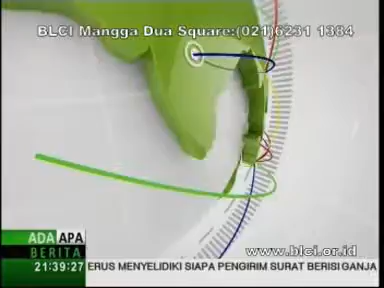 BLCI Mangga Dua Square:(021)6231 1384
ADA APA
BERITA
www.blci.or.id
21:39:27
ERUS MENYELIDIKI SIAPA PENGIRIM SURAT BERISI GANJA